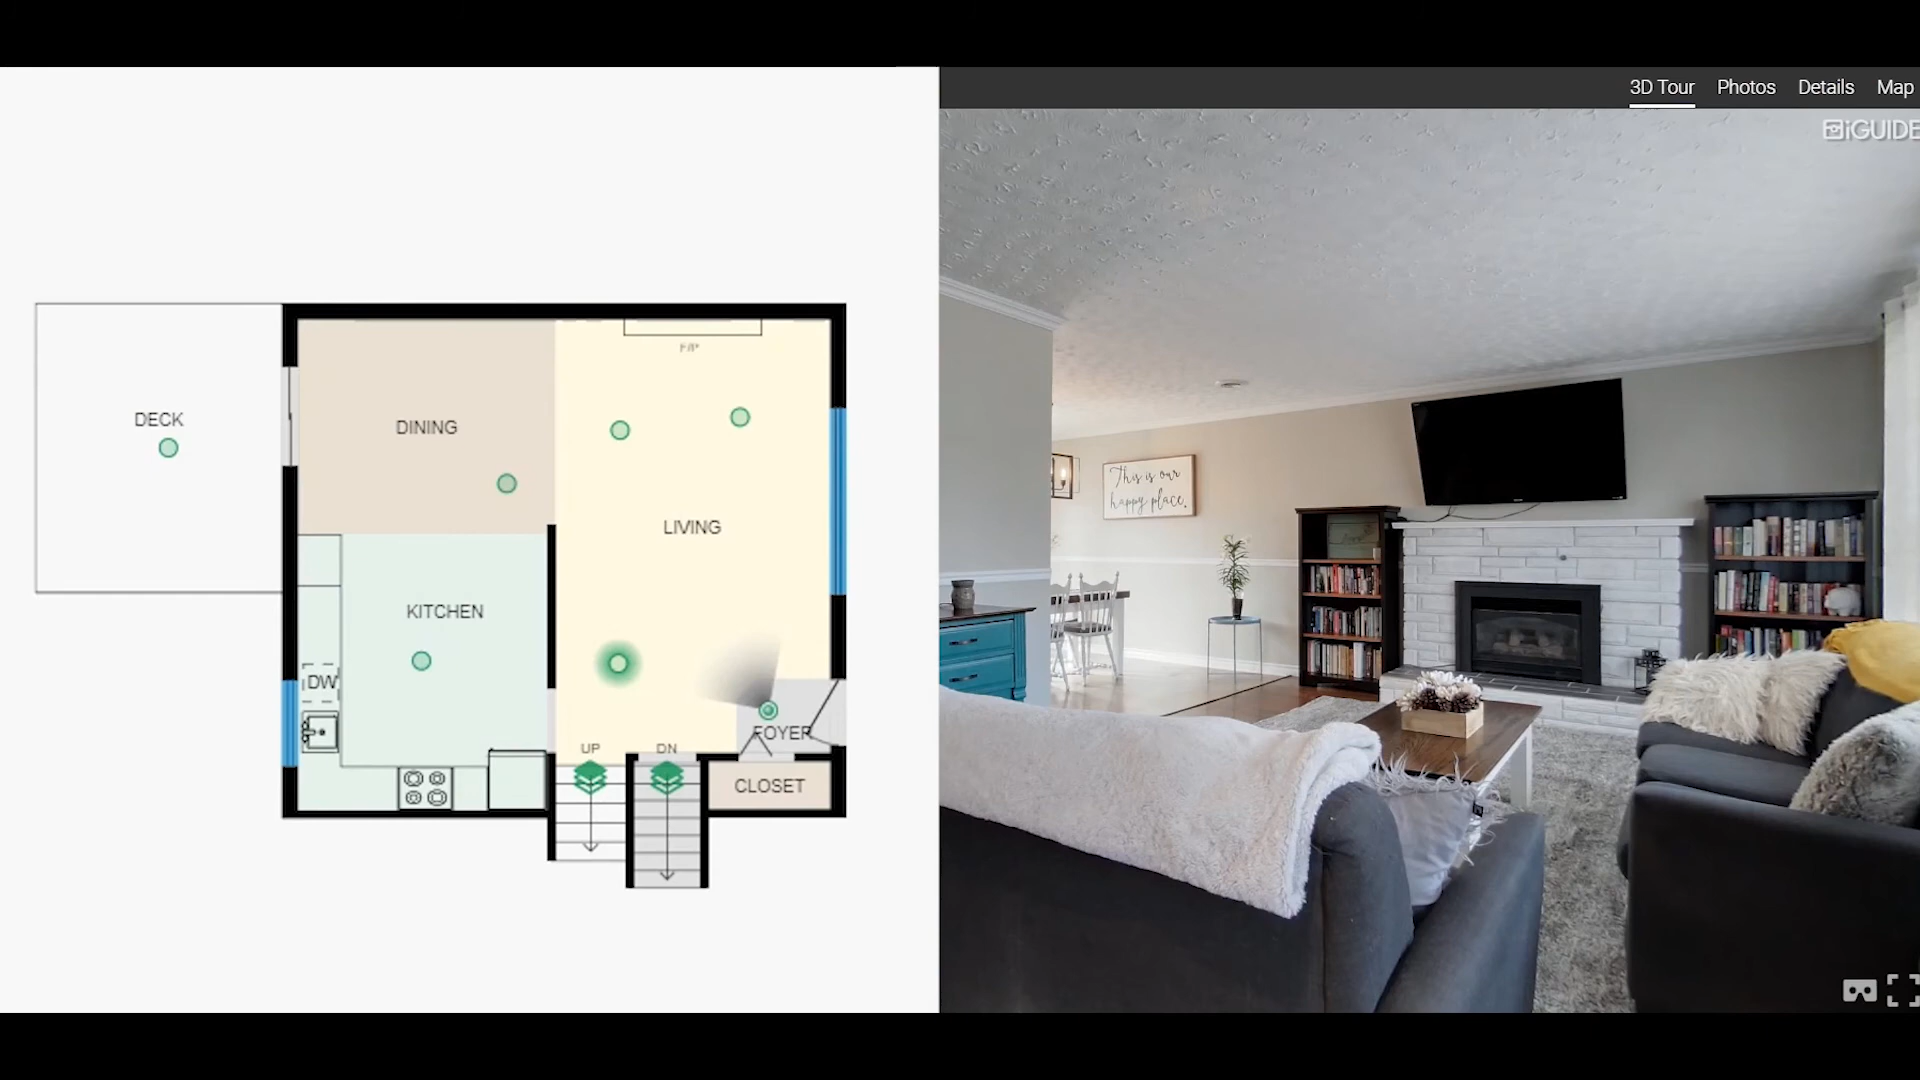 3D Tour Photos Details Map
iGUIDE
DECK
DINING
F/P
LIVING
KITCHEN
DW
FOYER
UP
DN
CLOSET
This is our
happy place.